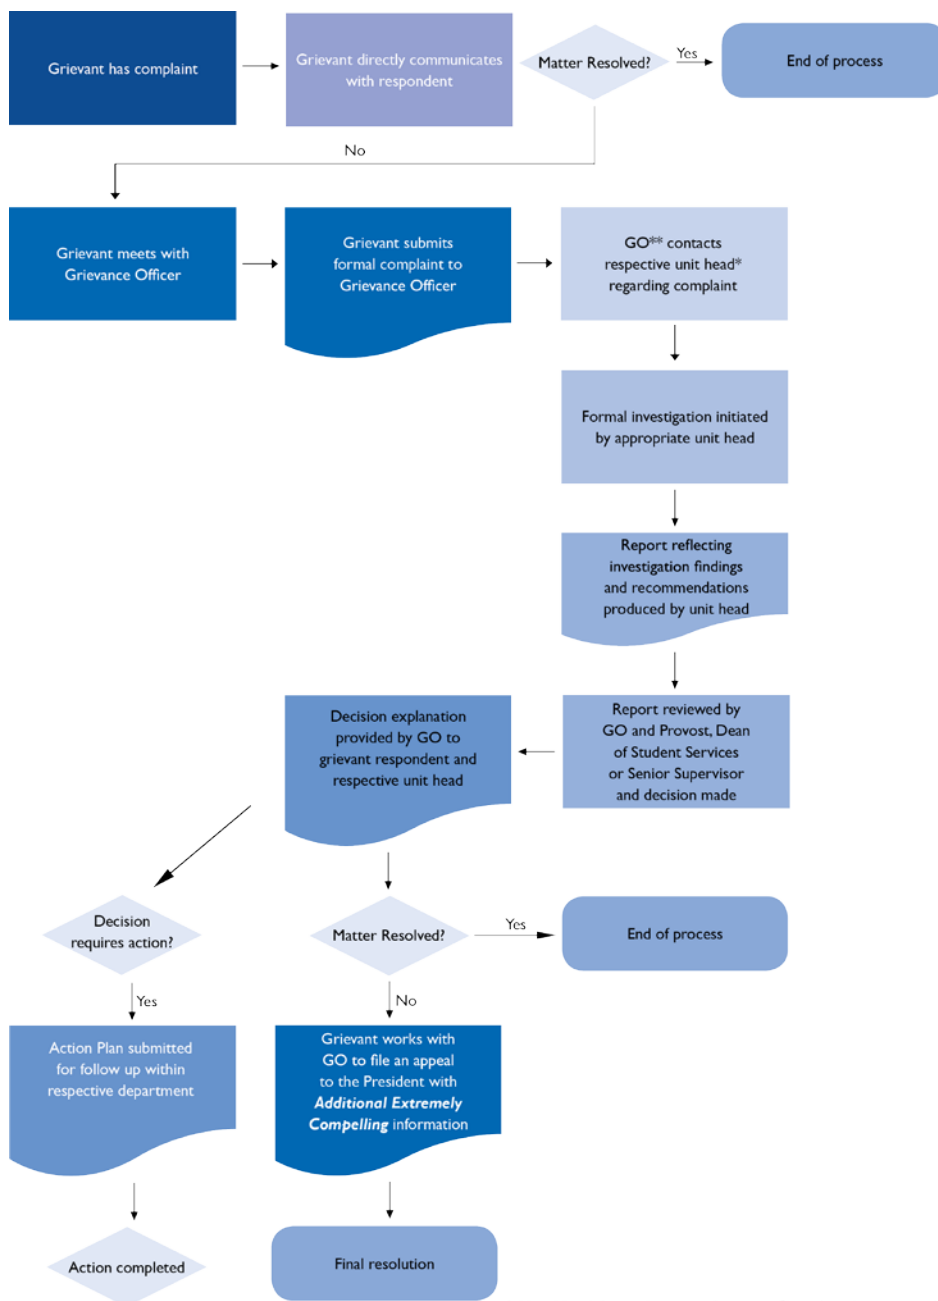 Grievant has complaint
Grievant directly communicates
with respondent
Matter Resolved?
Yes
End of process
No
Grievant meets with
Grievance Officer
Grievant submits
formal complaint to
Grievance Officer
GO** contacts
respective unit head*
regarding complaint
Formal investigation initiated
by appropriate unit head
Report reflecting
investigation findings
and recommendations
produced by unit head
Report reviewed by
GO and Provost, Dean
of Student Services
or Senior Supervisor
and decision made
Decision explanation
provided by GO to
grievant respondent and
respective unit head
Decision
requires action?
Matter Resolved?
Yes
End of process
Yes
No
Action Plan submitted
for follow up within
respective department
Grievant works with
GO to file an appeal
to the President with
Additional Extremely
Compelling information
Action completed
Final resolution